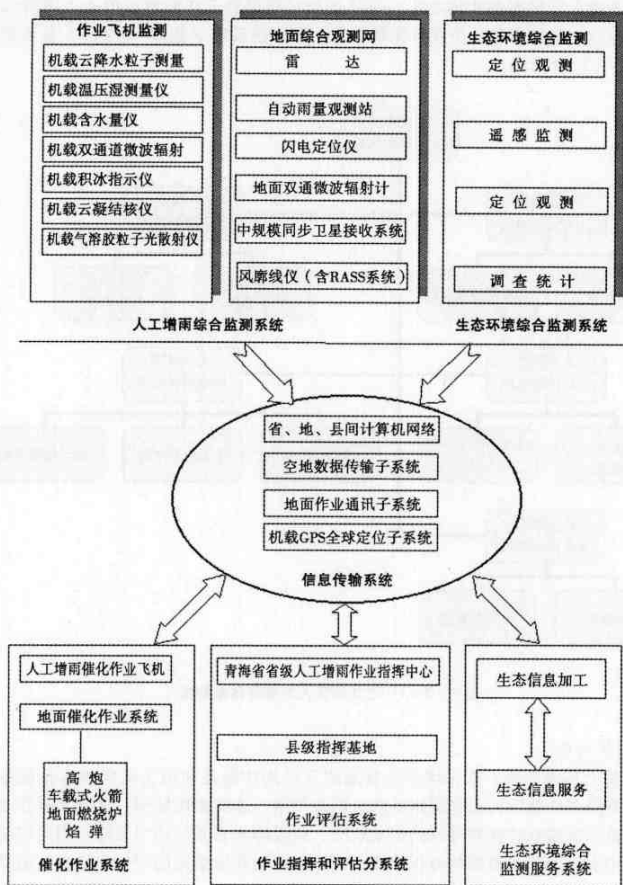 作业飞机监测
机载云降水粒子测量
机载温压湿测量仪
机载含水量仪
机载双通道微波辐射
机载积冰指示仪
机载云凝结核仪
机载气溶胶粒子光散射仪
地面综合观测网
雷 达
自动雨量观测站
闪电定位仪
地面双通微波辐射计
中规模同步卫星接收系统
风廓线仪（含RASS系统）
生态环境综合监测
定 位 观 测
遥 感 监 测
定 位 观 测
调 查 统 计
人工增雨综合监测系统
生态环境综合监测系统
省、地、县间计算机网络
空地数据传输子系统
地面作业通讯子系统
机载GPS全球定位子系统
信息传输系统
人工增雨催化作业飞机
地面催化作业系统
高 炮
车载式火箭
地面燃烧炉
焰 弹
催化作业系统
青海省省级人工增雨作业指挥中心
县级指挥基地
作业评估系统
作业指挥和评估分系统
生态信息加工
生态信息服务
生态环境综合
监测服务系统